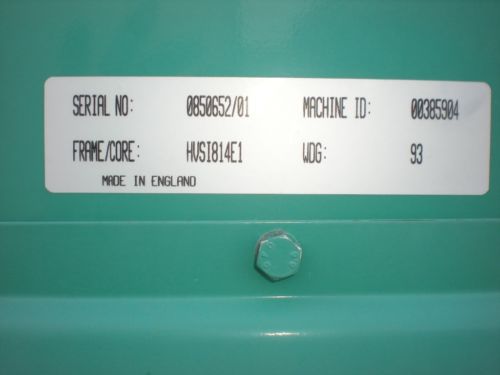 SERIAL NO: 0850652/01 MACHINE ID: 00385904
FRAME/CORE: HVSI814E1 WDG: 93
MADE IN ENGLAND